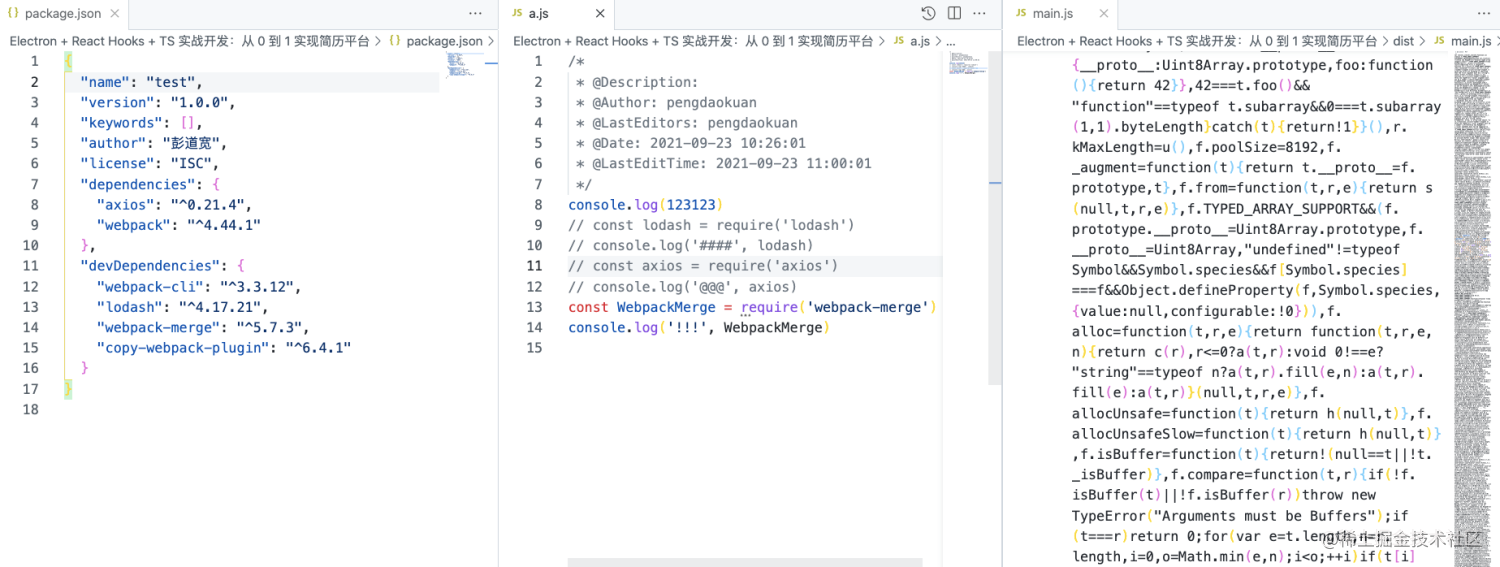 package.json
Electron + React Hooks + TS 实战开发：从 0 到 1 实现简历平台 > package.json >
1 {
2 "name": "test",
3 "version": "1.0.0",
4 "keywords": [],
5 "author": "彭道宽",
6 "license": "ISC",
7 "dependencies": {
8 "axios": "^0.21.4",
9 "webpack": "^4.44.1"
10 },
11 "devDependencies": {
12 "webpack-cli": "^3.3.12",
13 "lodash": "^4.17.21",
14 "webpack-merge": "^5.7.3",
15 "copy-webpack-plugin": "^6.4.1"
16 }
17 }
18
JS a.js
Electron + React Hooks + TS 实战开发：从 0 到 1 实现简历平台 > JS a.js > ...
1 /*
2 * @Description:
3 * @Author: pengdaokuan
4 * @LastEditors: pengdaokuan
5 * @Date: 2021-09-23 10:26:01
6 * @LastEditTime: 2021-09-23 11:00:01
7 */
8 console.log(123123)
9 // const lodash = require('lodash')
10 // console.log('####', lodash)
11 // const axios = require('axios')
12 // console.log('@@@', axios)
13 const WebpackMerge = require('webpack-merge')
14 console.log('!!!', WebpackMerge)
15
JS main.js
Electron + React Hooks + TS 实战开发：从 0 到 1 实现简历平台 > dist > JS main.js >
{__proto__:Uint8Array.prototype,foo:function
(){return 42}},42===t.foo()&&
"function"==typeof t.subarray&&0===t.subarray
(1,1).byteLength}catch(t){return!1}}(),r.
kMaxLength=u(),f.poolSize=8192,f.
_augment=function(t){return t.__proto__=f.
prototype,t},f.from=function(t,r,e){return s
(null,t,r,e)},f.TYPED_ARRAY_SUPPORT&&(f.
prototype.__proto__=Uint8Array.prototype,f.
__proto__=Uint8Array,"undefined"!=typeof
Symbol&&Symbol.species&&f[Symbol.species]
===f&&Object.defineProperty(f,Symbol.species,
{value:null,configurable:!0})),f.
alloc=function(t,r,e){return function(t,r,e,
n){return c(r),r<=0?a(t,r):void 0!==e?
"string"==typeof n?a(t,r).fill(e,n):a(t,r).
fill(e):a(t,r)}(null,t,r,e)},f.
allocUnsafe=function(t){return h(null,t)},f.
allocUnsafeSlow=function(t){return h(null,t)}
,f.isBuffer=function(t){return!(null==t||!t.
_isBuffer)},f.compare=function(t,r){if(!f.
isBuffer(t)||!f.isBuffer(r))throw new
TypeError("Arguments must be Buffers");if
(t===r)return 0;for(var e=t.length,n=r.
length,i=0,o=Math.min(e,n);i<o;++i)if(t[i]
@稀土掘金技术社区